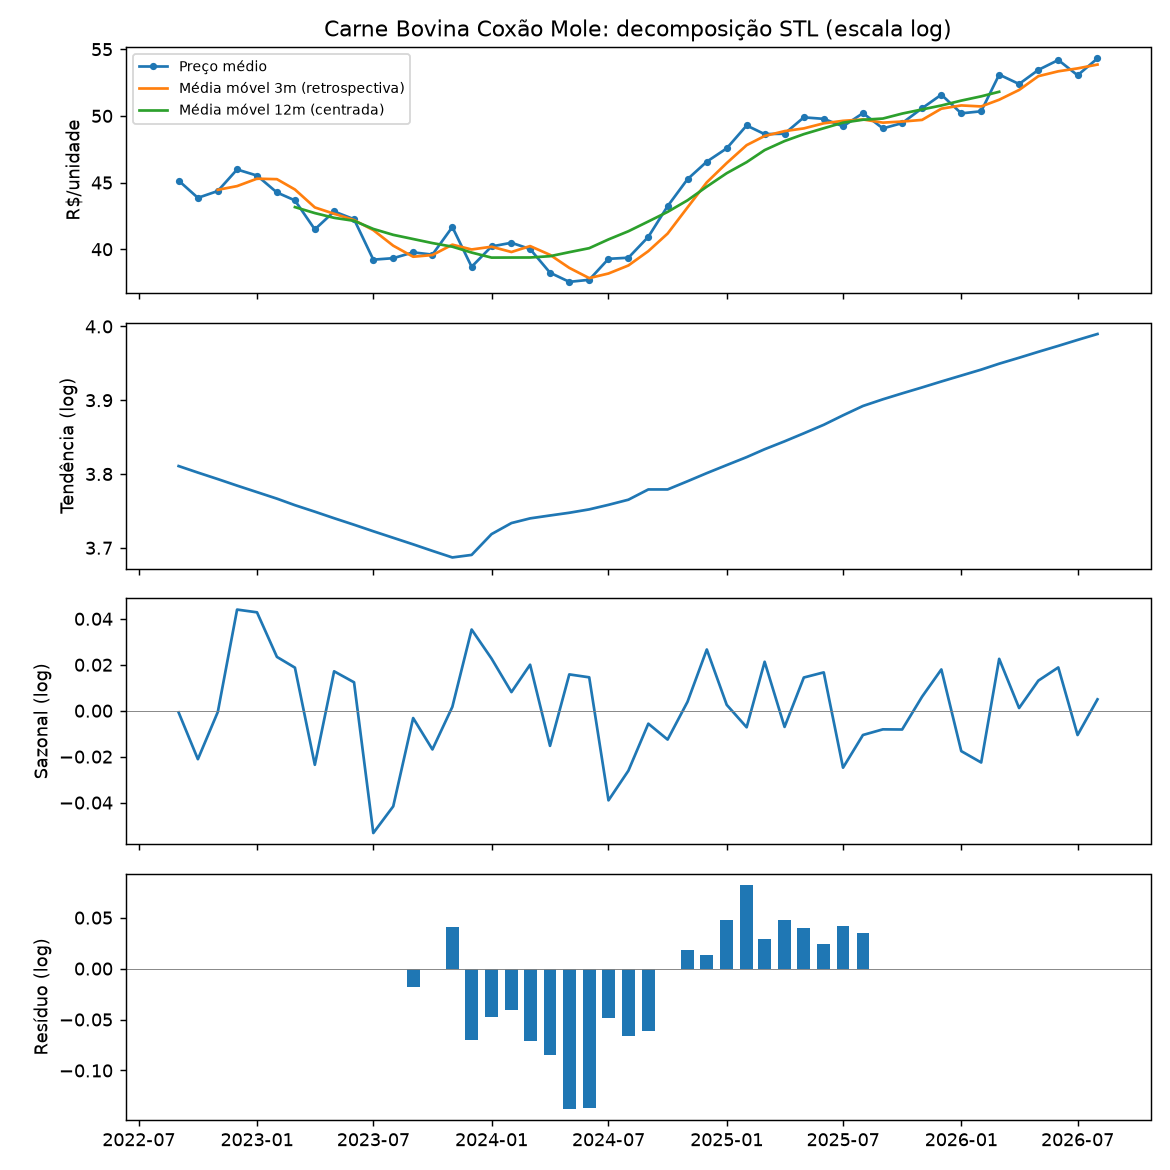 Carne Bovina Coxão Mole: decomposição STL (escala log)
55
50
45
40
R$/unidade
Preço médio
Média móvel 3m (retrospectiva)
Média móvel 12m (centrada)
4.0
3.9
3.8
3.7
Tendência (log)
0.04
0.02
0.00
−0.02
−0.04
Sazonal (log)
0.05
0.00
−0.05
−0.10
Resíduo (log)
2022-07 2023-01 2023-07 2024-01 2024-07 2025-01 2025-07 2026-01 2026-07